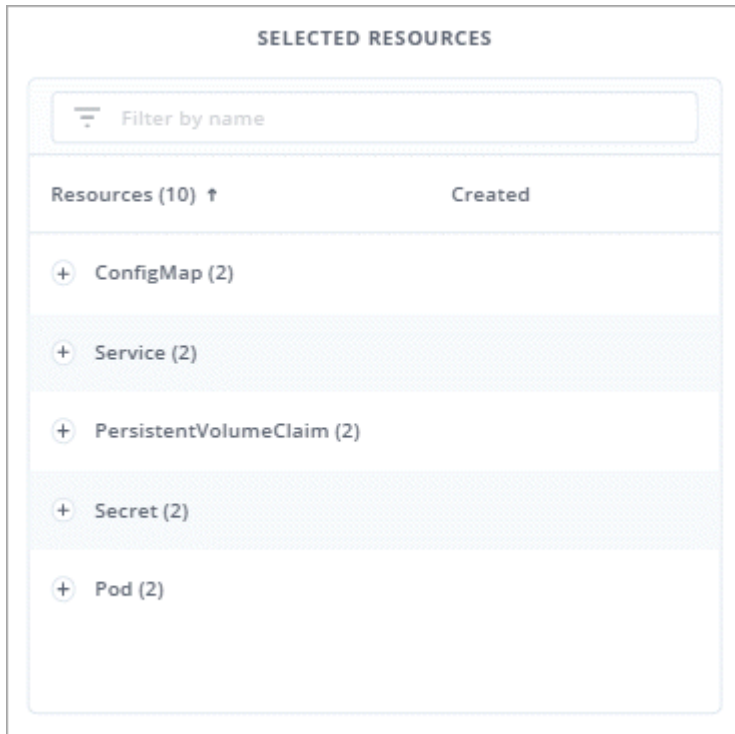 SELECTED RESOURCES
Filter by name
Resources (10) ↑ Created
ConfigMap (2)
Service (2)
PersistentVolumeClaim (2)
Secret (2)
Pod (2)